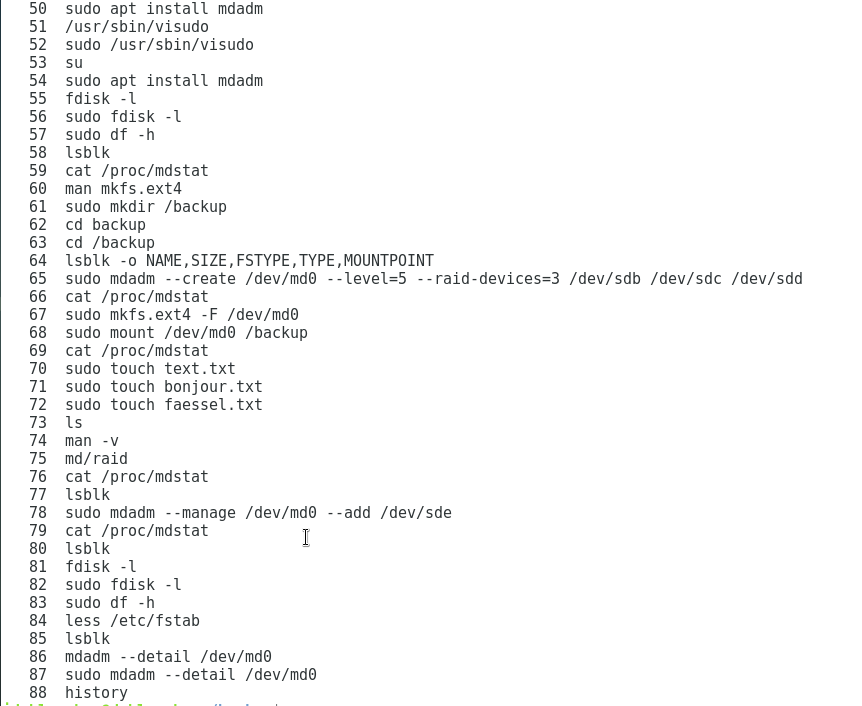 50 sudo apt install mdadm
51 /usr/sbin/visudo
52 sudo /usr/sbin/visudo
53 su
54 sudo apt install mdadm
55 fdisk -l
56 sudo fdisk -l
57 sudo df -h
58 lsblk
59 cat /proc/mdstat
60 man mkfs.ext4
61 sudo mkdir /backup
62 cd backup
63 cd /backup
64 lsblk -o NAME,SIZE,FSTYPE,TYPE,MOUNTPOINT
65 sudo mdadm --create /dev/md0 --level=5 --raid-devices=3 /dev/sdb /dev/sdc /dev/sdd
66 cat /proc/mdstat
67 sudo mkfs.ext4 -F /dev/md0
68 sudo mount /dev/md0 /backup
69 cat /proc/mdstat
70 sudo touch text.txt
71 sudo touch bonjour.txt
72 sudo touch faessel.txt
73 ls
74 man -v
75 md/raid
76 cat /proc/mdstat
77 lsblk
78 sudo mdadm --manage /dev/md0 --add /dev/sde
79 cat /proc/mdstat
80 lsblk
81 fdisk -l
82 sudo fdisk -l
83 sudo df -h
84 less /etc/fstab
85 lsblk
86 mdadm --detail /dev/md0
87 sudo mdadm --detail /dev/md0
88 history